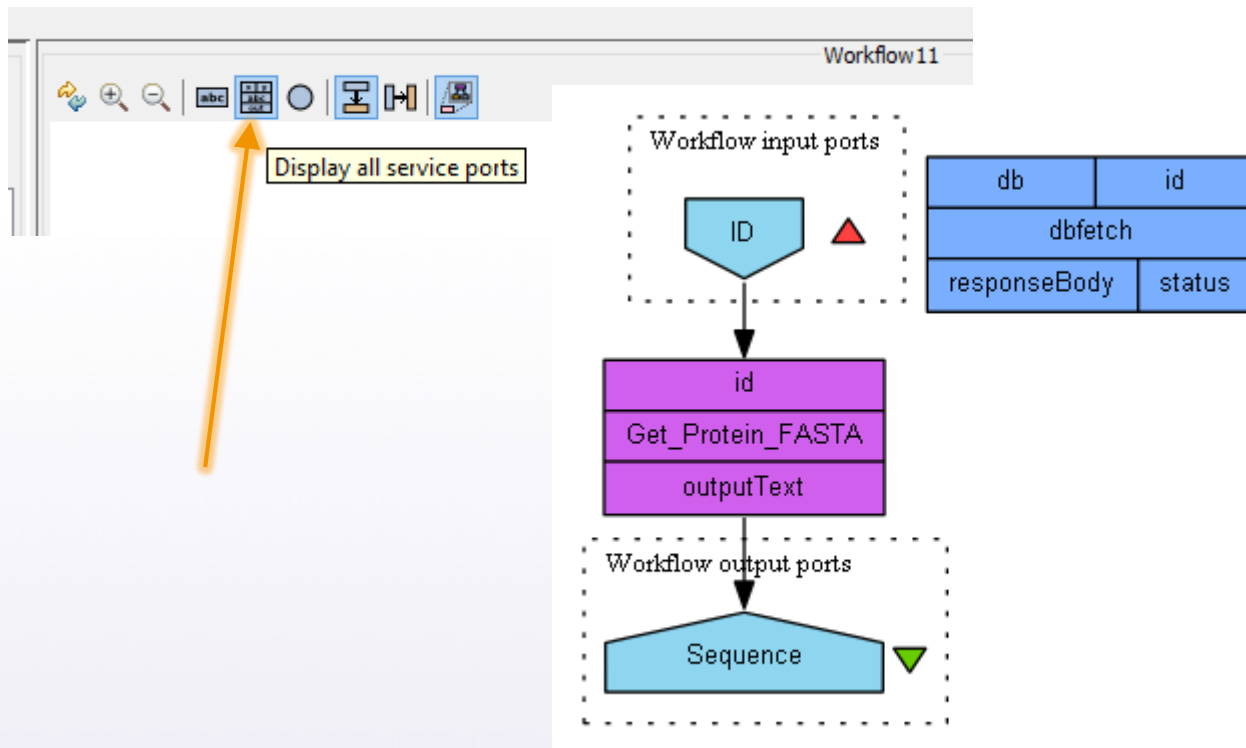 Workflow11
abc
abc
Display all service ports
Workflow input ports
ID
db
id
dbfetch
responseBody
status
id
Get_Protein_FASTA
outputText
Workflow output ports
Sequence